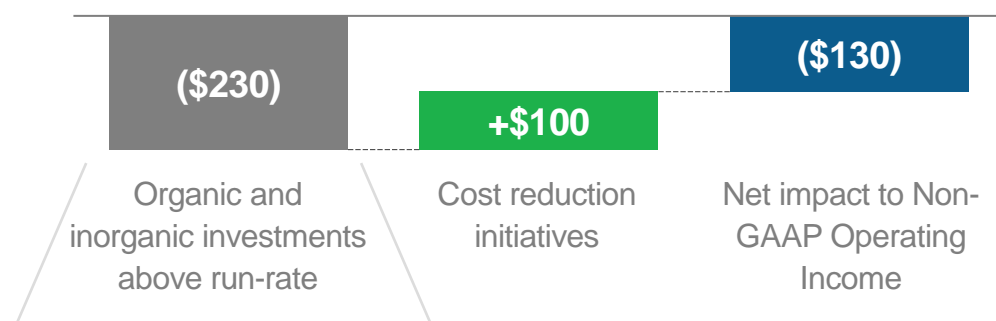 ($230)
+$100
($130)
Organic and
inorganic investments
above run-rate
Cost reduction
initiatives
Net impact to Non-
GAAP Operating
Income